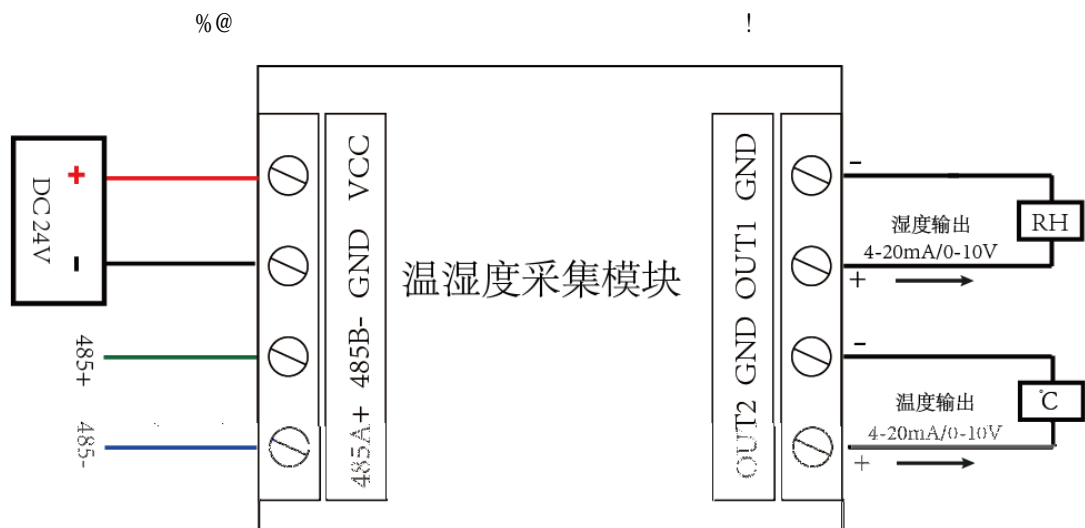 %@
!
+
DC 24V
-
485+
485-
VCC
GND
485B-
485A+
温湿度采集模块
GND
OUT1
GND
OUT2
-
湿度输出
4-20mA/0-10V
+
RH
-
温度输出
4-20mA/0-10V
+
℃